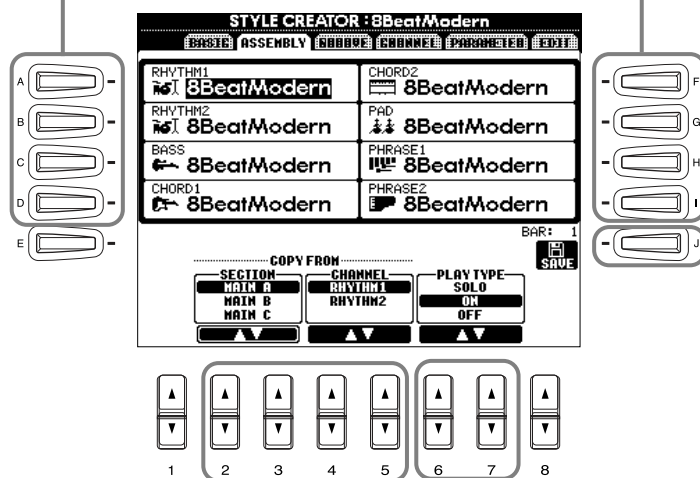 STYLE CREATOR : 8BeatModern
BASIC ASSEMBLY GROOVE CHANNEL PARAMETER EDIT
RHYTHM1
8BeatModern
CHORD2
8BeatModern
RHYTHM2
8BeatModern
PAD
8BeatModern
BASS
8BeatModern
PHRASE1
8BeatModern
CHORD1
8BeatModern
PHRASE2
8BeatModern
A
B
C
D
E
F
G
H
I
J
BAR: 1
SAVE
COPY FROM
SECTION
MAIN A
MAIN B
MAIN C
CHANNEL
RHYTHM1
RHYTHM2
PLAY TYPE
SOLO
ON
OFF
1 2 3 4 5 6 7 8